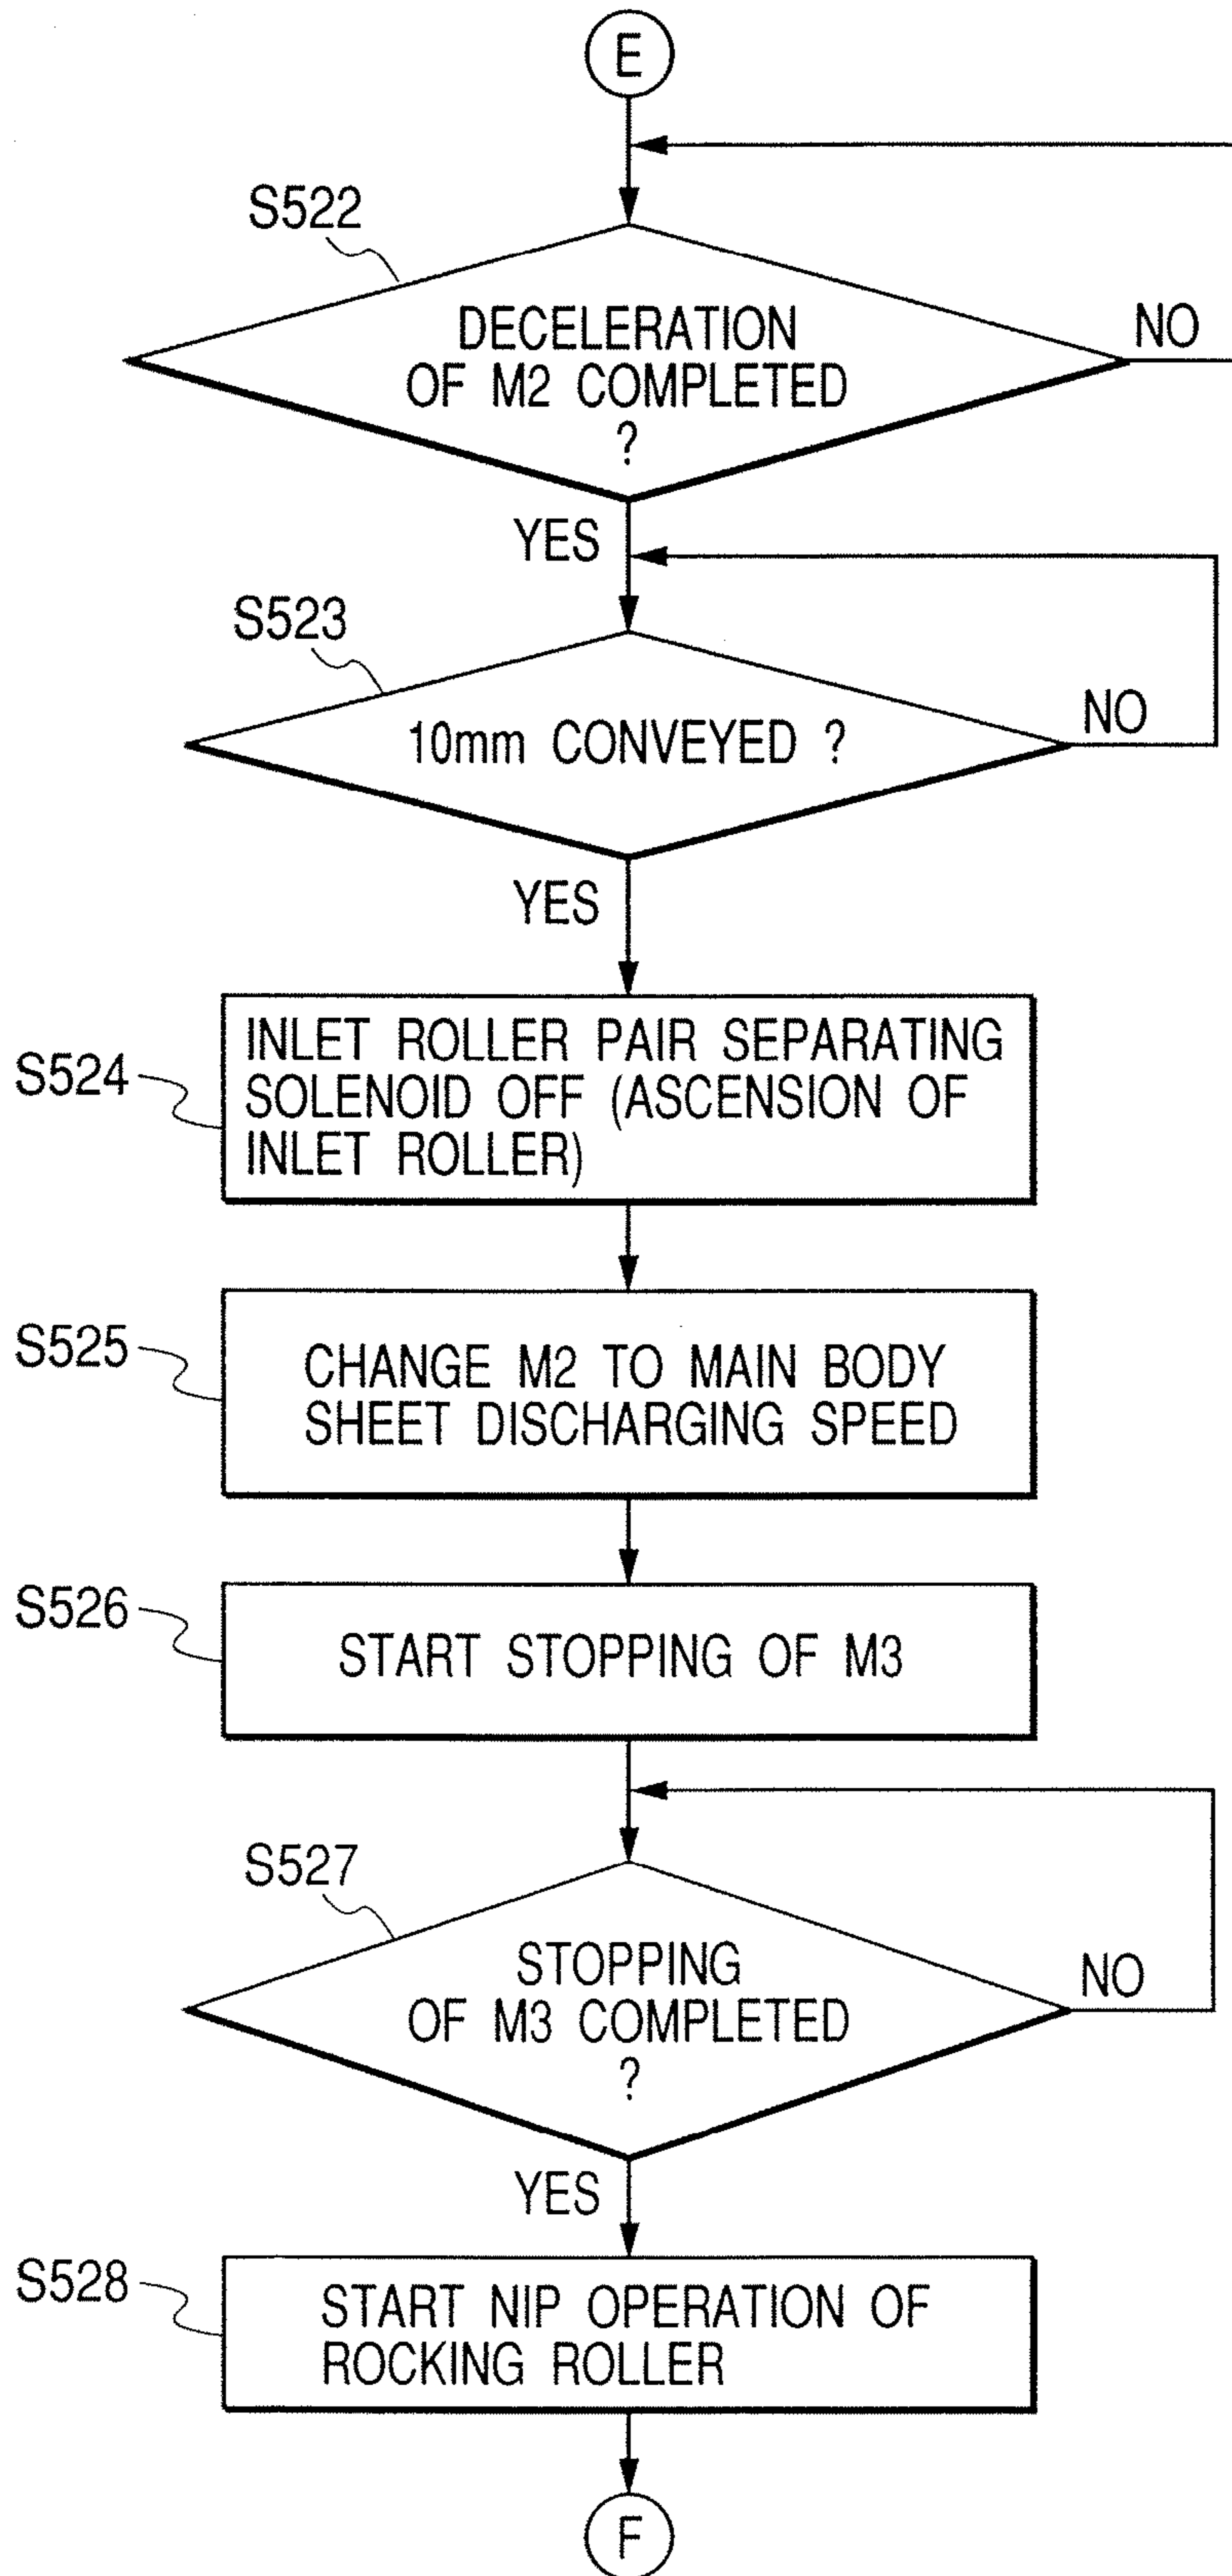 E
S522
DECELERATION
OF M2 COMPLETED
?
NO
YES
S523
10mm CONVEYED ?
NO
YES
S524
INLET ROLLER PAIR SEPARATING
SOLENOID OFF (ASCENSION OF
INLET ROLLER)
S525
CHANGE M2 TO MAIN BODY
SHEET DISCHARGING SPEED
S526
START STOPPING OF M3
S527
STOPPING
OF M3 COMPLETED
?
NO
YES
S528
START NIP OPERATION OF
ROCKING ROLLER
F